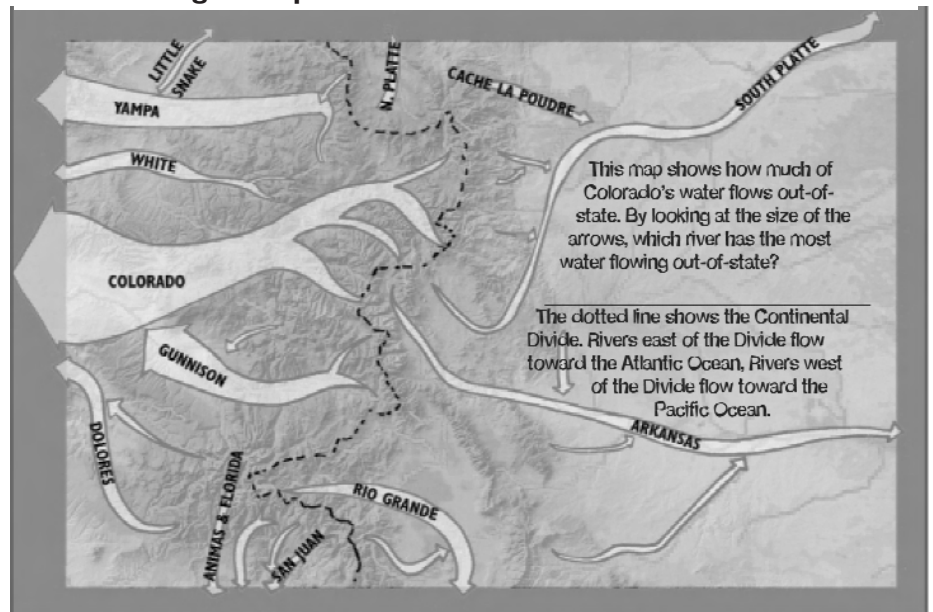 LITTLE
SNAKE
YAMPA
N. PLATTE
CACHE LA POUDRE
SOUTH PLATTE
WHITE
This map shows how much of
Colorado's water flows out-of-
state. By looking at the size of the
arrows, which river has the most
water flowing out-of-state?
COLORADO
The dotted line shows the Continental
Divide. Rivers east of the Divide flow
toward the Atlantic Ocean, Rivers west
of the Divide flow toward the
Pacific Ocean.
GUNNISON
DOLORES
ARKANSAS
ANIMAS & FLORIDA
RIO GRANDE
SAN JUAN